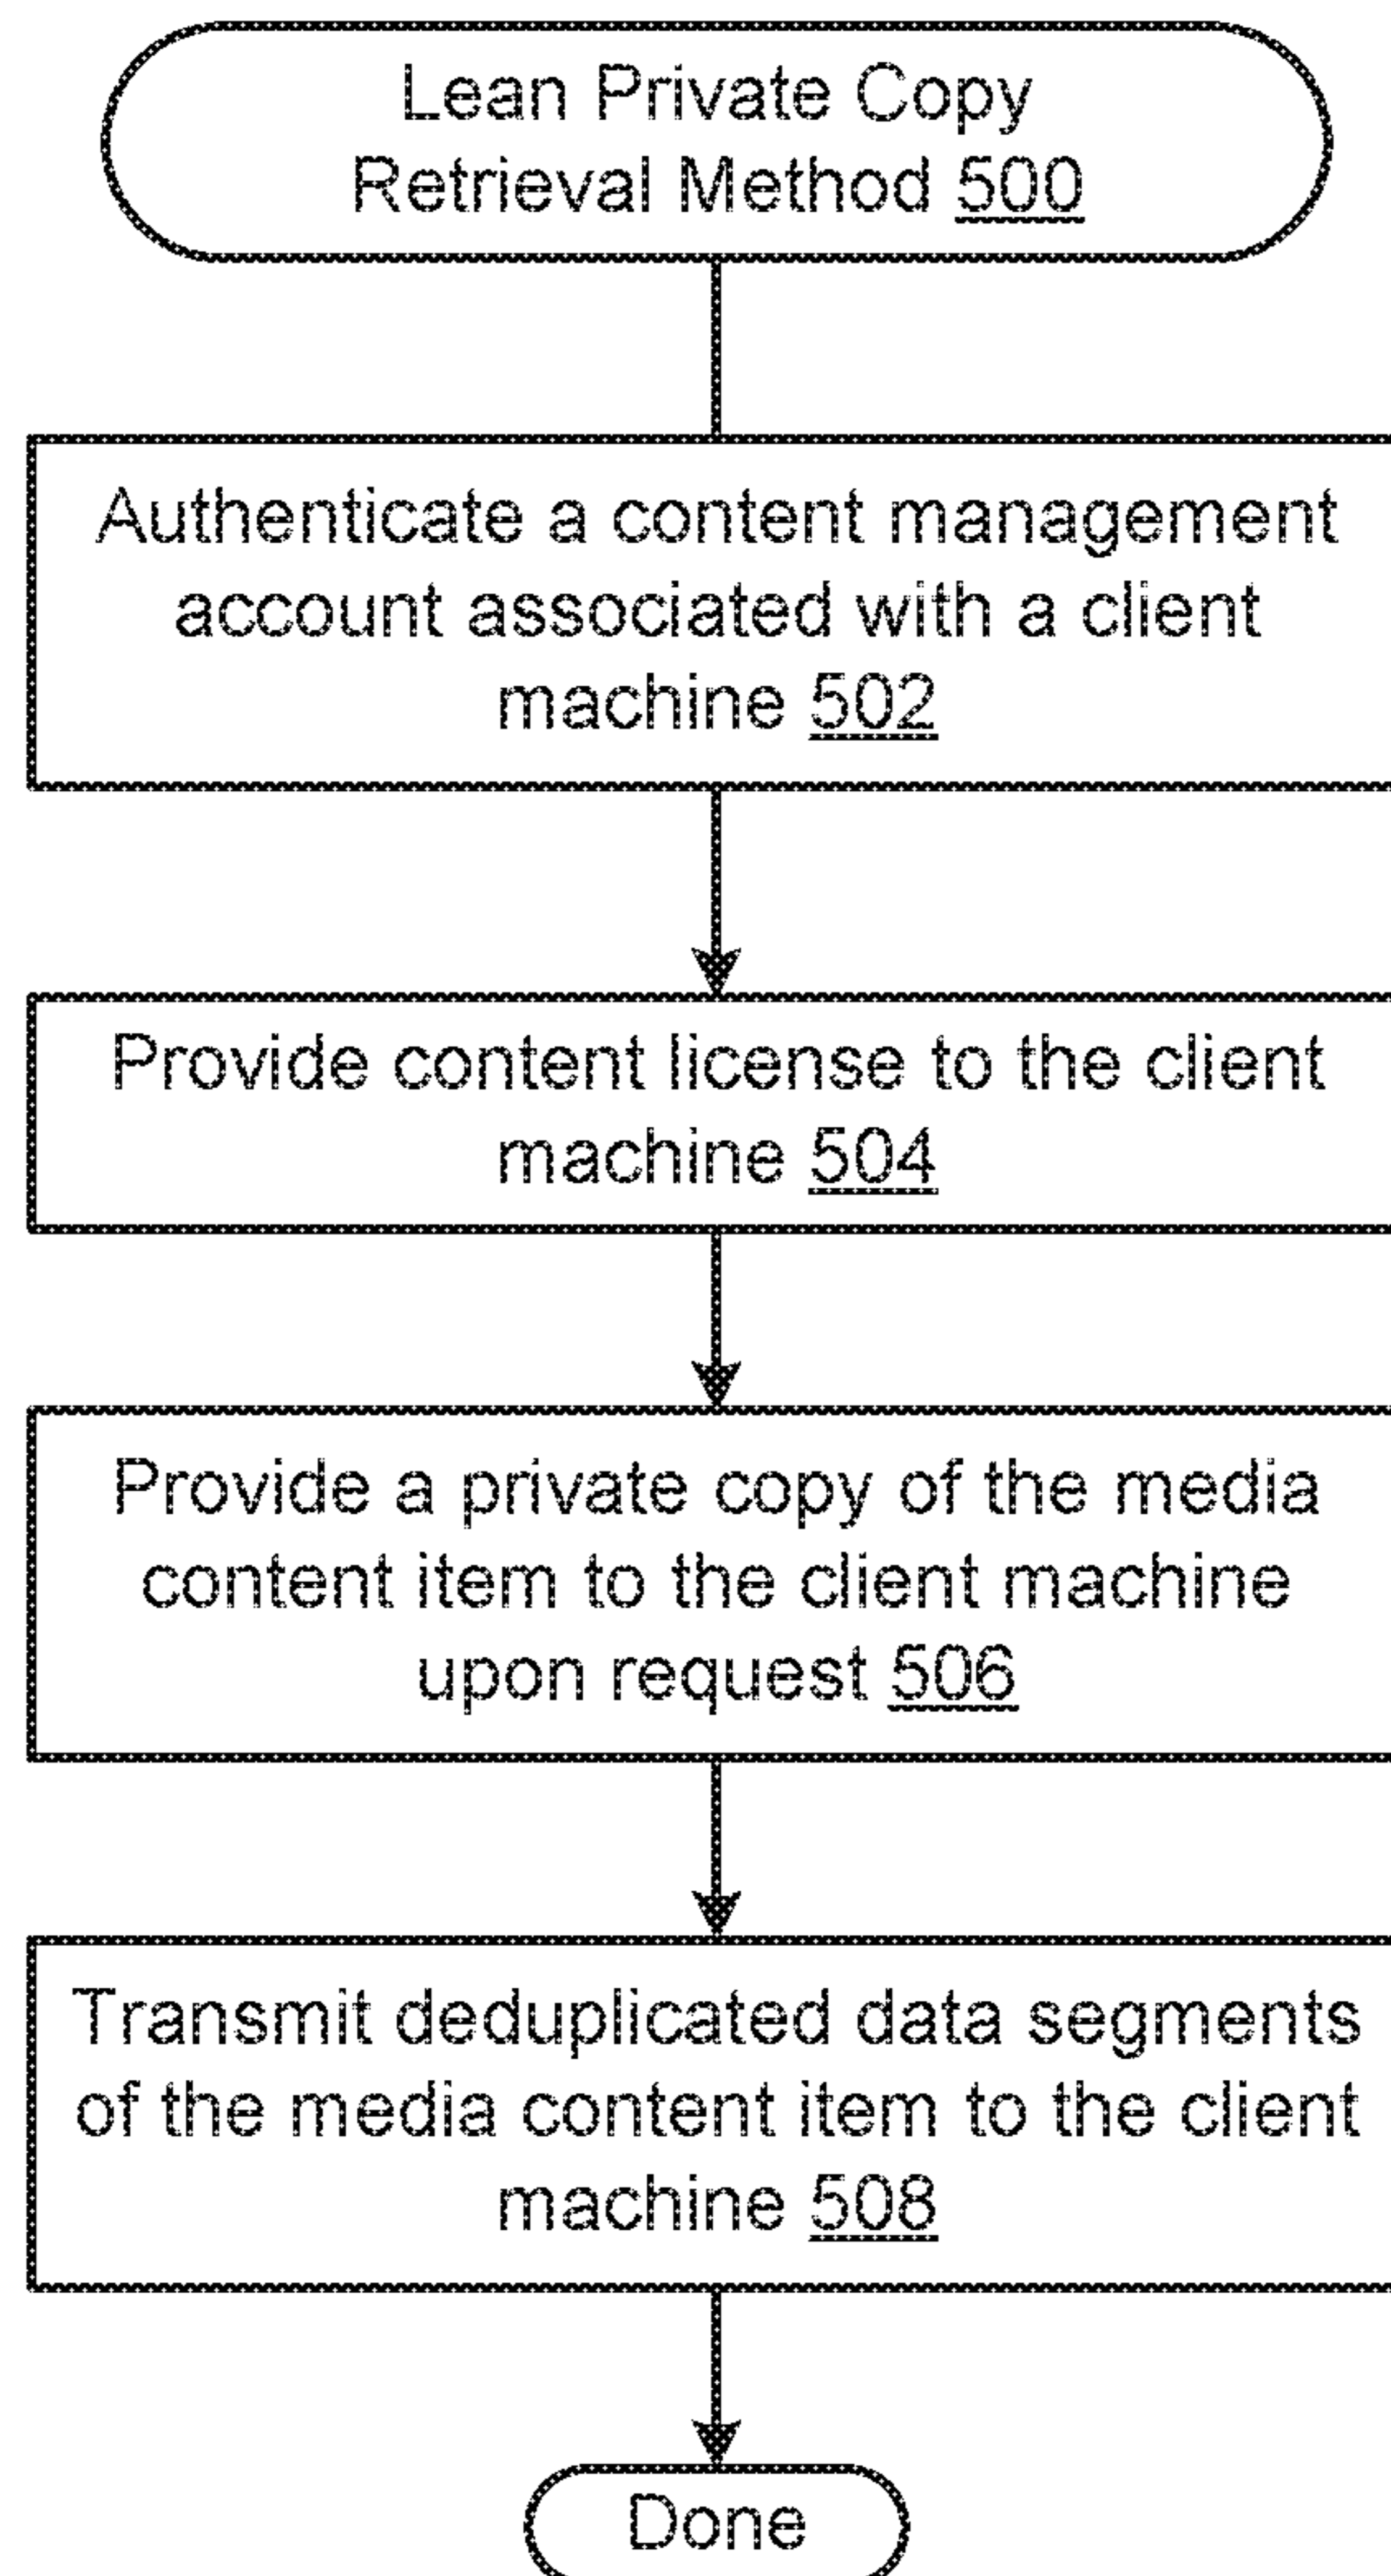 Lean Private Copy
Retrieval Method 500
Authenticate a content management
account associated with a client
machine 502
Provide content license to the client
machine 504
Provide a private copy of the media
content item to the client machine
upon request 506
Transmit deduplicated data segments
of the media content item to the client
machine 508
Done